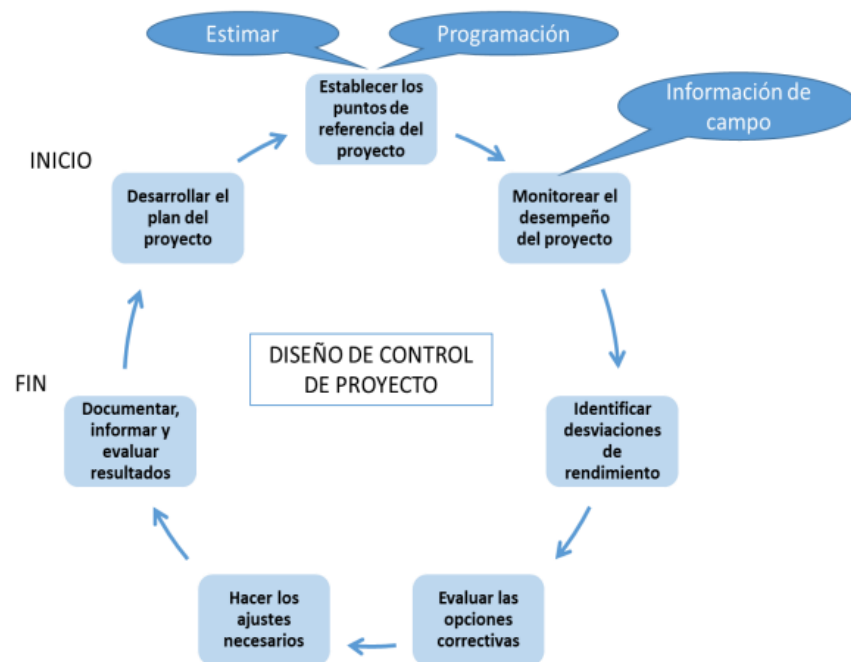 Estimar
Programación
Establecer los
puntos de
referencia del
proyecto
Información de
campo
INICIO
Desarrollar el
plan del
proyecto
Monitorear el
desempeño
del proyecto
DISEÑO DE CONTROL
DE PROYECTO
FIN
Documentar,
informar y
evaluar
resultados
Identificar
desviaciones
de
rendimiento
Hacer los
ajustes
necesarios
Evaluar las
opciones
correctivas